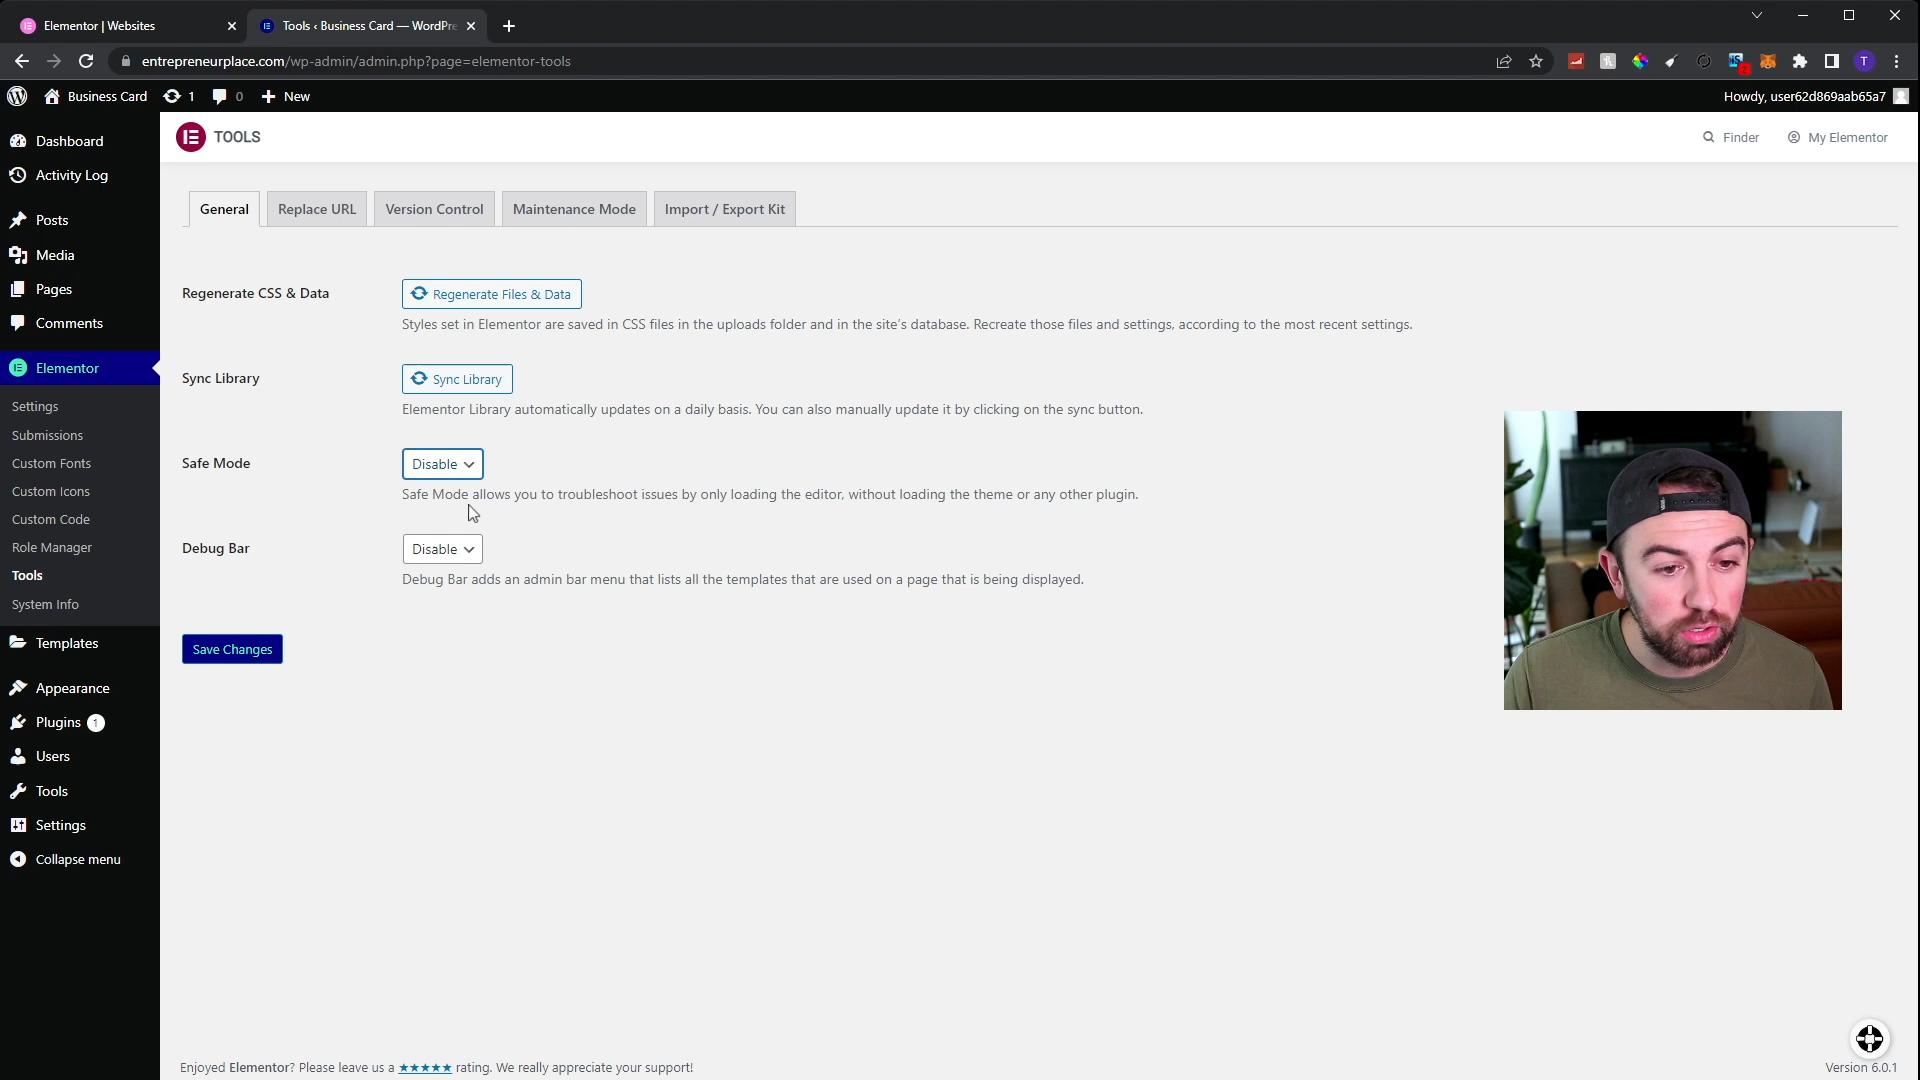 Elementor | Websites
Tools ‹ Business Card — WordPre
entrepreneurplace.com/wp-admin/admin.php?page=elementor-tools
2
T
Business Card
1
0
New
Howdy, user62d869aab65a7
Dashboard
Activity Log
Posts
Media
Pages
Comments
Elementor
Settings
Submissions
Custom Fonts
Custom Icons
Custom Code
Role Manager
Tools
System Info
Templates
Appearance
Plugins 1
Users
Tools
Settings
Collapse menu
TOOLS
Finder
My Elementor
General
Replace URL
Version Control
Maintenance Mode
Import / Export Kit
Regenerate CSS & Data
Regenerate Files & Data
Styles set in Elementor are saved in CSS files in the uploads folder and in the site's database. Recreate those files and settings, according to the most recent settings.
Sync Library
Sync Library
Elementor Library automatically updates on a daily basis. You can also manually update it by clicking on the sync button.
Safe Mode
Disable
Safe Mode allows you to troubleshoot issues by only loading the editor, without loading the theme or any other plugin.
Debug Bar
Disable
Debug Bar adds an admin bar menu that lists all the templates that are used on a page that is being displayed.
Save Changes
Enjoyed Elementor? Please leave us a ★★★★★ rating. We really appreciate your support!
Version 6.0.1